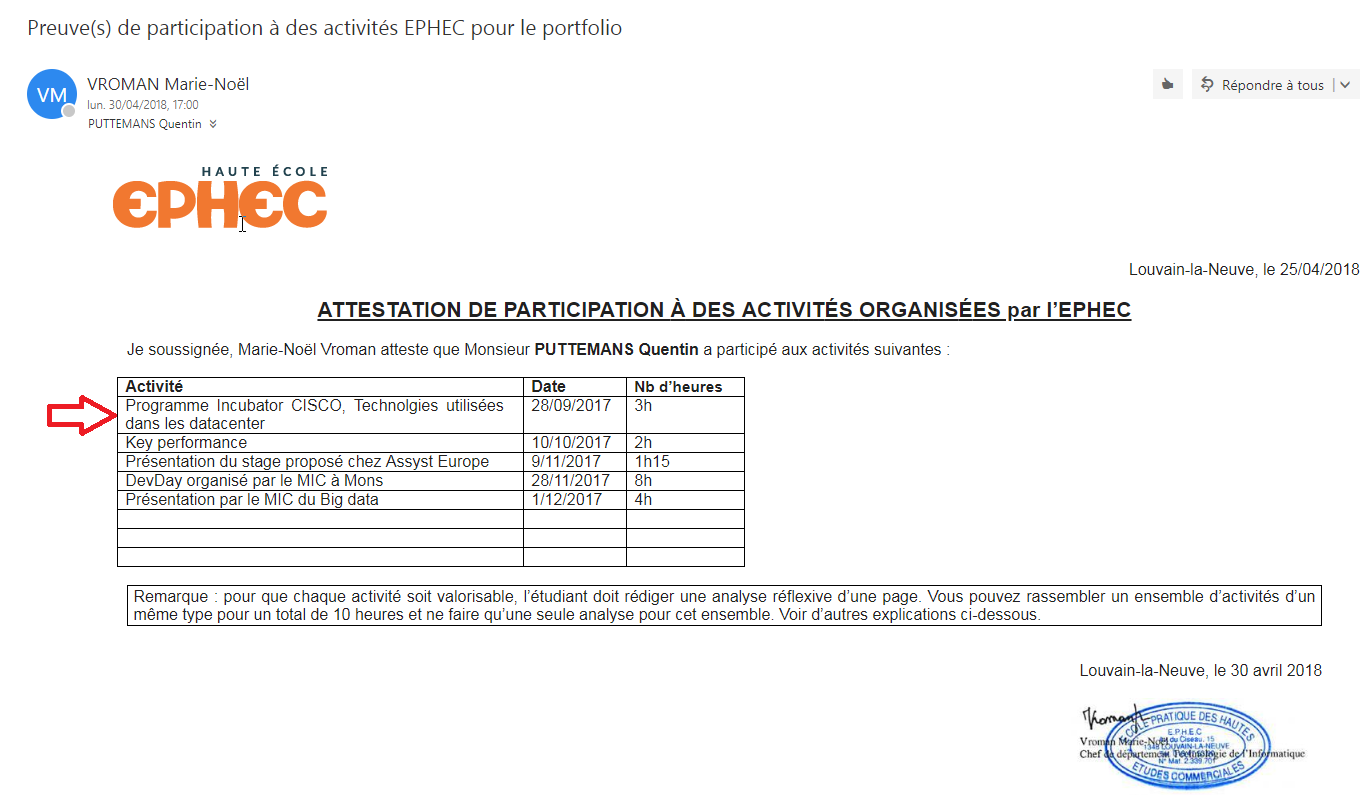 Preuve(s) de participation à des activités EPHEC pour le portfolio
VM
VROMAN Marie-Noël
lun. 30/04/2018, 17:00
PUTTEMANS Quentin
Répondre à tous
HAUTE ÉCOLE
EPHEC
Louvain-la-Neuve, le 25/04/2018
ATTESTATION DE PARTICIPATION À DES ACTIVITÉS ORGANISÉES par l'EPHEC
Je soussignée, Marie-Noël Vroman atteste que Monsieur PUTTEMANS Quentin a participé aux activités suivantes :
Activité Date Nb d'heures
Programme Incubator CISCO, Technolgies utilisées 28/09/2017 3h
dans les datacenter
Key performance 10/10/2017 2h
Présentation du stage proposé chez Assyst Europe 9/11/2017 1h15
DevDay organisé par le MIC à Mons 28/11/2017 8h
Présentation par le MIC du Big data 1/12/2017 4h
Remarque : pour que chaque activité soit valorisable, l'étudiant doit rédiger une analyse réflexive d'une page. Vous pouvez rassembler un ensemble d'activités d'un
même type pour un total de 10 heures et ne faire qu'une seule analyse pour cet ensemble. Voir d'autres explications ci-dessous.
Louvain-la-Neuve, le 30 avril 2018
ECOLE PRATIQUE DES HAUTES
E.P.H.E.C
du Ciseau, 15
Vroman Marie-Noël
1348 LOUVAIN-LA-NEUVE
Chef de département Technologie de l'Informatique
N° Mat. 2.339.701
ETUDES COMMERCIALES